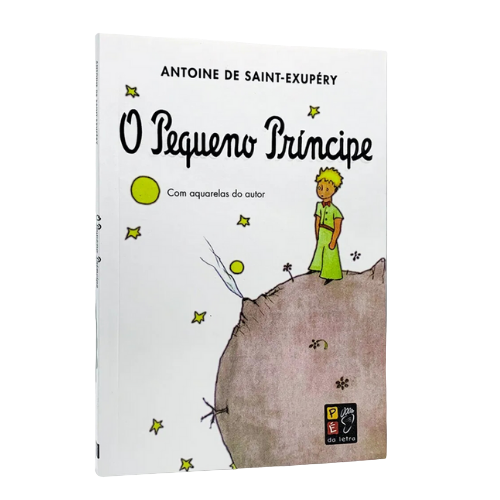 ANTOINE DE SAINT-EXUPÉRY
O Pequeno Príncipe
Com aquarelas do autor
PÉ
da letra